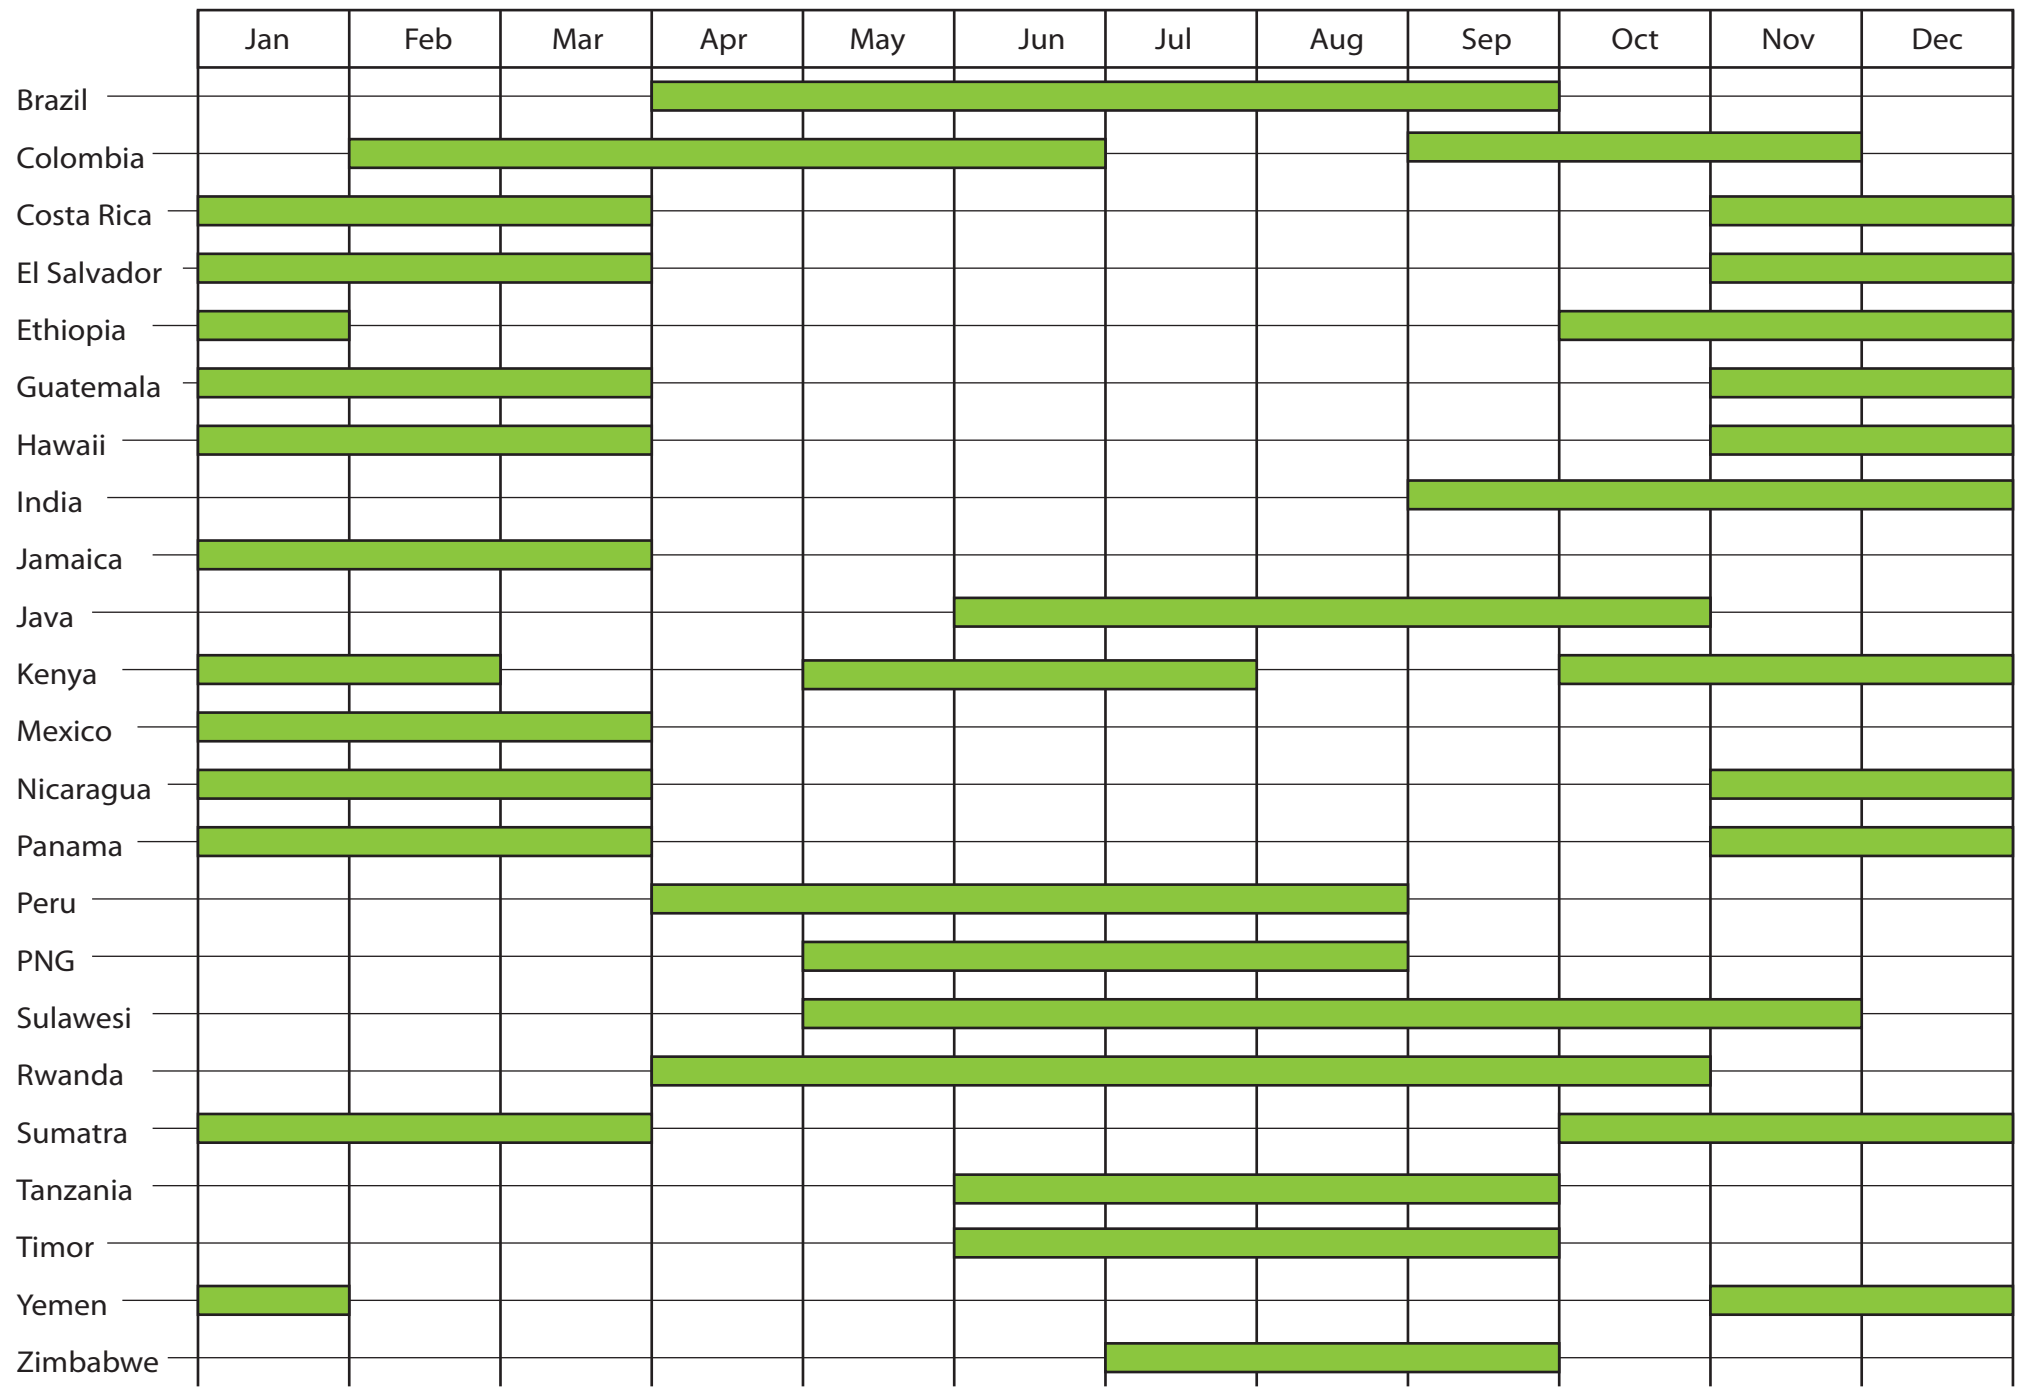 Jan Feb Mar Apr May Jun Jul Aug Sep Oct Nov Dec
Brazil
Colombia
Costa Rica
El Salvador
Ethiopia
Guatemala
Hawaii
India
Jamaica
Java
Kenya
Mexico
Nicaragua
Panama
Peru
PNG
Sulawesi
Rwanda
Sumatra
Tanzania
Timor
Yemen
Zimbabwe